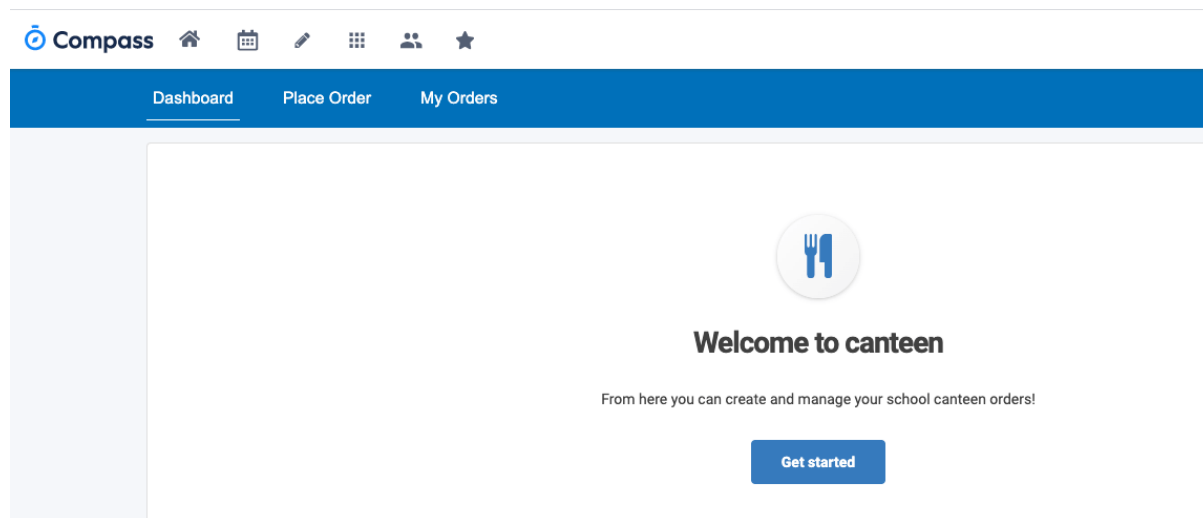 Compass
Dashboard Place Order My Orders
Welcome to canteen
From here you can create and manage your school canteen orders!
Get started